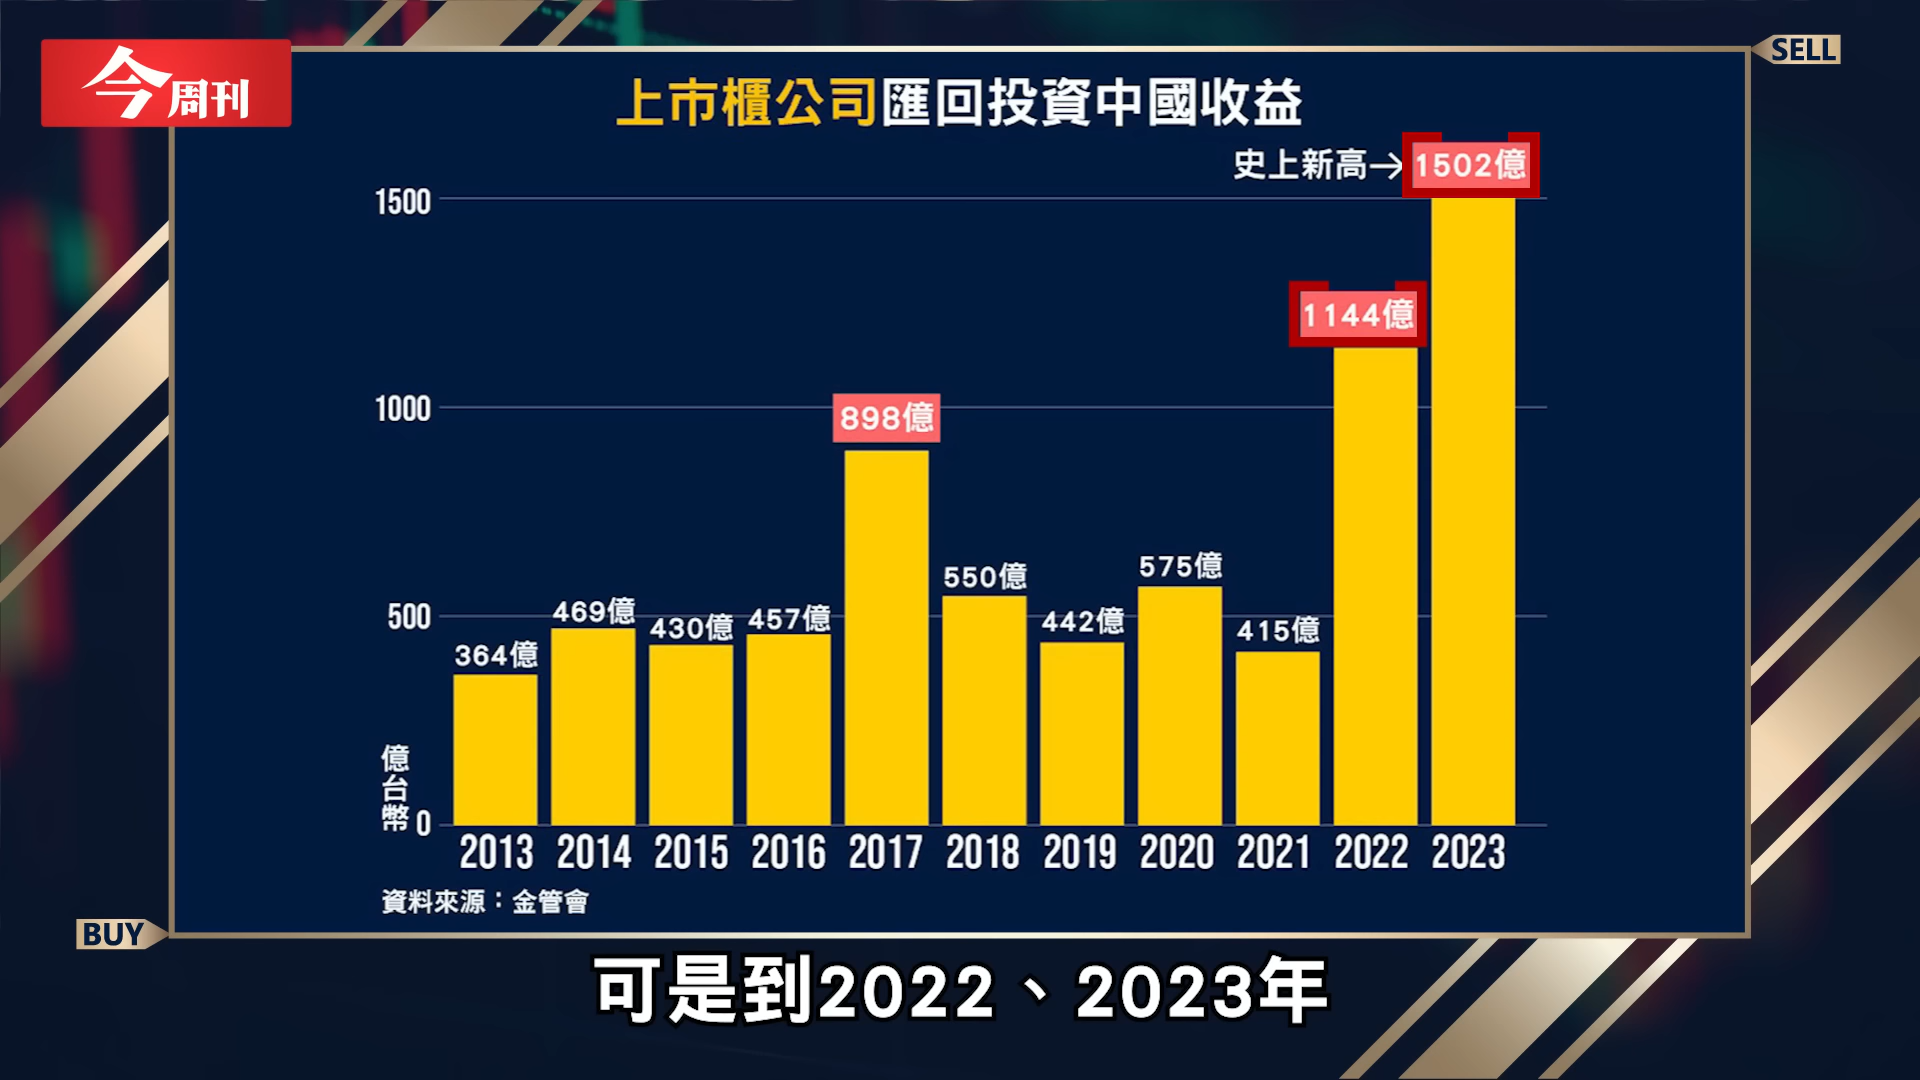 今周刊
SELL
上市櫃公司匯回投資中國收益
史上新高→1502億
1500
1144億
1000
898億
575億
550億
500
469億
442億
415億
430億
457億
364億
億台幣
0
2013 2014 2015 2016 2017 2018 2019 2020 2021 2022 2023
資料來源：金管會
BUY
可是到2022、2023年